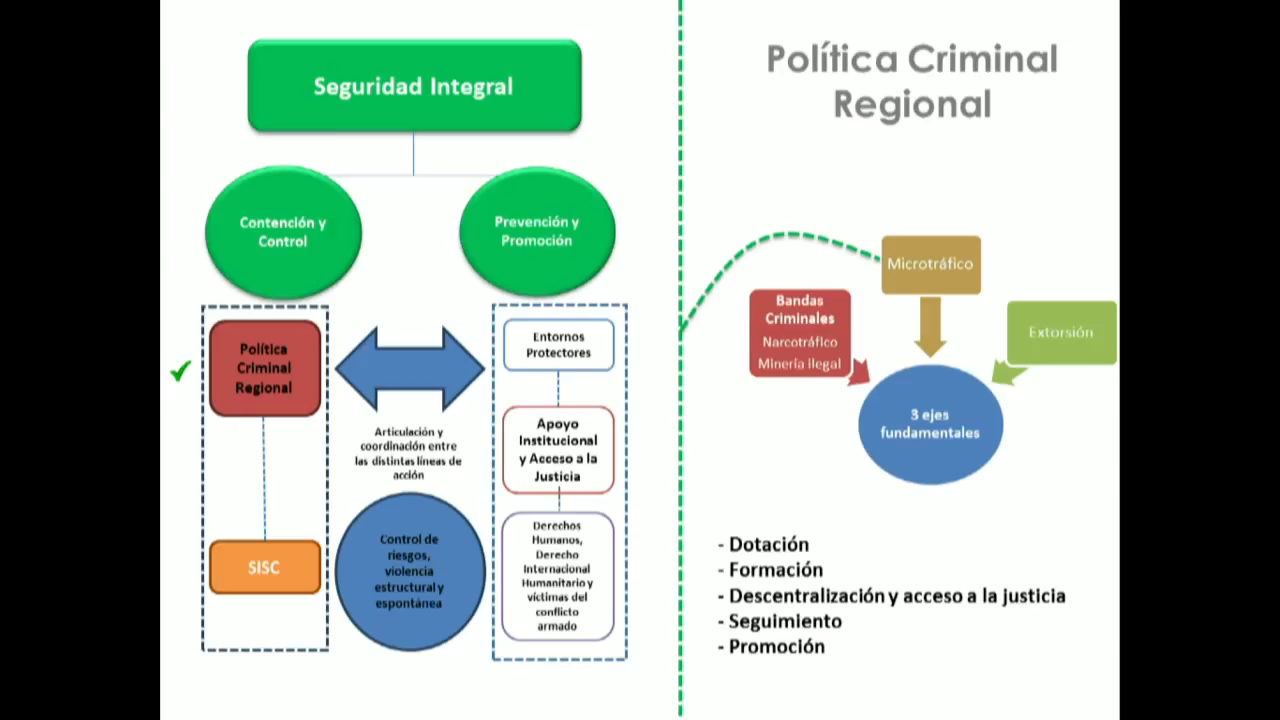 Seguridad Integral
Contención y
Control
Prevención y
Promoción
Política
Criminal
Regional
SISC
Articulación y
coordinación entre
las distintas líneas de
acción
Control de
riesgos,
violencia
estructural y
espontánea
Entornos
Protectores
Apoyo
Institucional
y Acceso a la
Justicia
Derechos
Humanos,
Derecho
Internacional
Humanitario y
víctimas del
conflicto
armado
Política Criminal
Regional
Microtráfico
Bandas
Criminales
Narcotráfico
Minería ilegal
Extorsión
3 ejes
fundamentales
- Dotación
- Formación
- Descentralización y acceso a la justicia
- Seguimiento
- Promoción